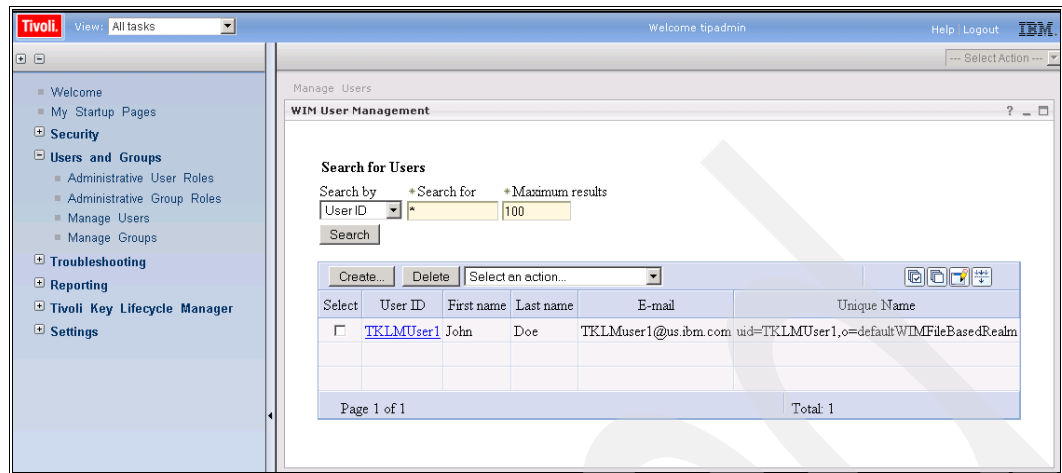 Tivoli. View: All tasks Welcome tipadmin Help | Logout IBM.
--- Select Action ---
Welcome
My Startup Pages
Security
Users and Groups
Administrative User Roles
Administrative Group Roles
Manage Users
Manage Groups
Troubleshooting
Reporting
Tivoli Key Lifecycle Manager
Settings
Manage Users
WIM User Management ?
Search for Users
Search by *Search for *Maximum results
User ID * 100
Search
Create... Delete Select an action...
Select User ID First name Last name E-mail Unique Name
TKLMUser1 John Doe TKLMuser1@us.ibm.com uid=TKLMUser1,o=defaultWIMFileBasedRealm
Page 1 of 1 Total: 1